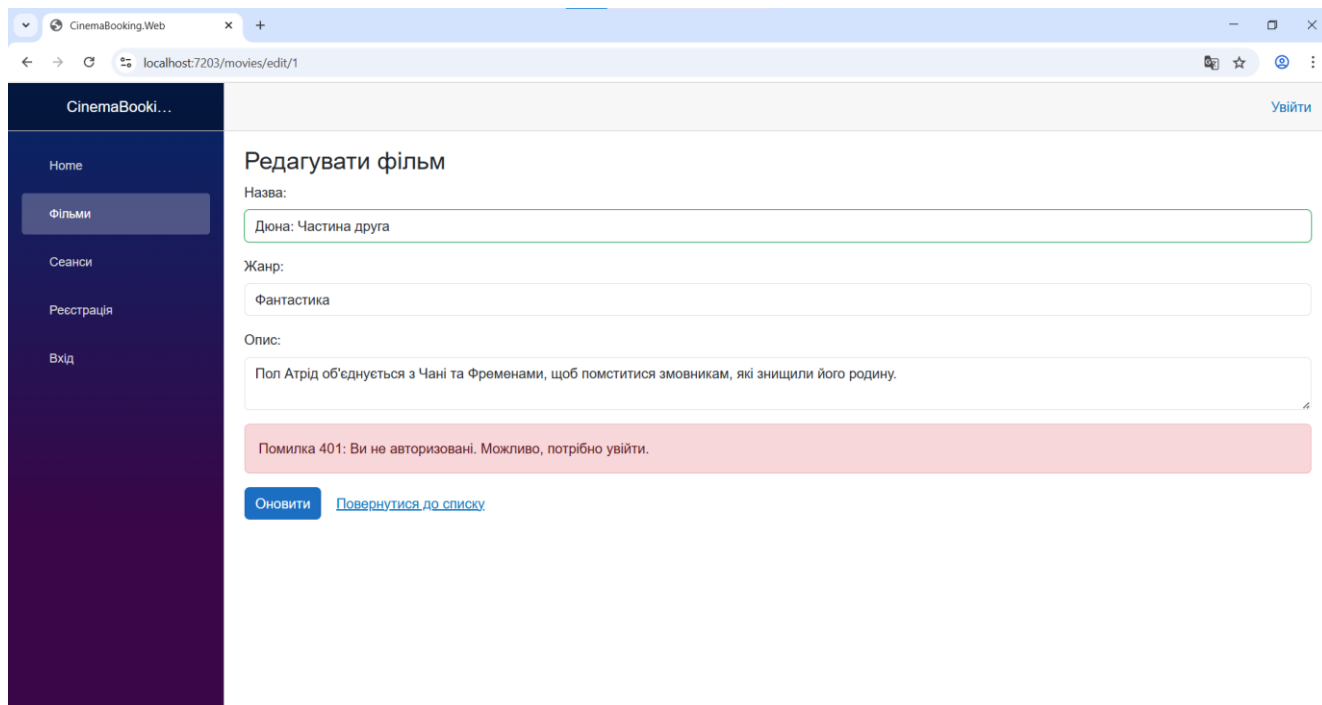 CinemaBooking.Web
localhost:7203/movies/edit/1
CinemaBooki...
Увійти
Home
Фільми
Сеанси
Реєстрація
Вхід
Редагувати фільм
Назва:
Дюна: Частина друга
Жанр:
Фантастика
Опис:
Пол Атрід об'єднується з Чані та Фременами, щоб помститися змовникам, які знищили його родину.
Помилка 401: Ви не авторизовані. Можливо, потрібно увійти.
Оновити Повернутися до списку